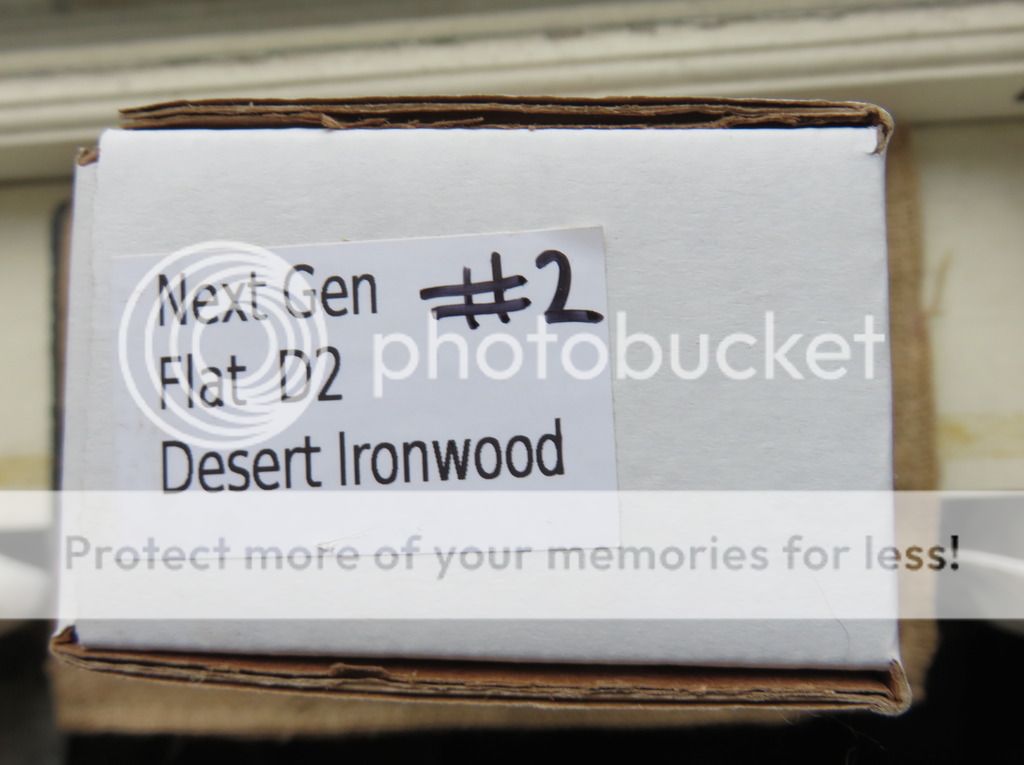 Next Gen #2
photobucket
Flat D2
Desert Ironwood
Protect more of your memories for less!